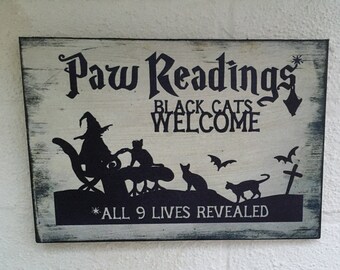 Paw Readings*
BLACK CATS
WELCOME
*ALL 9 LIVES REVEALED